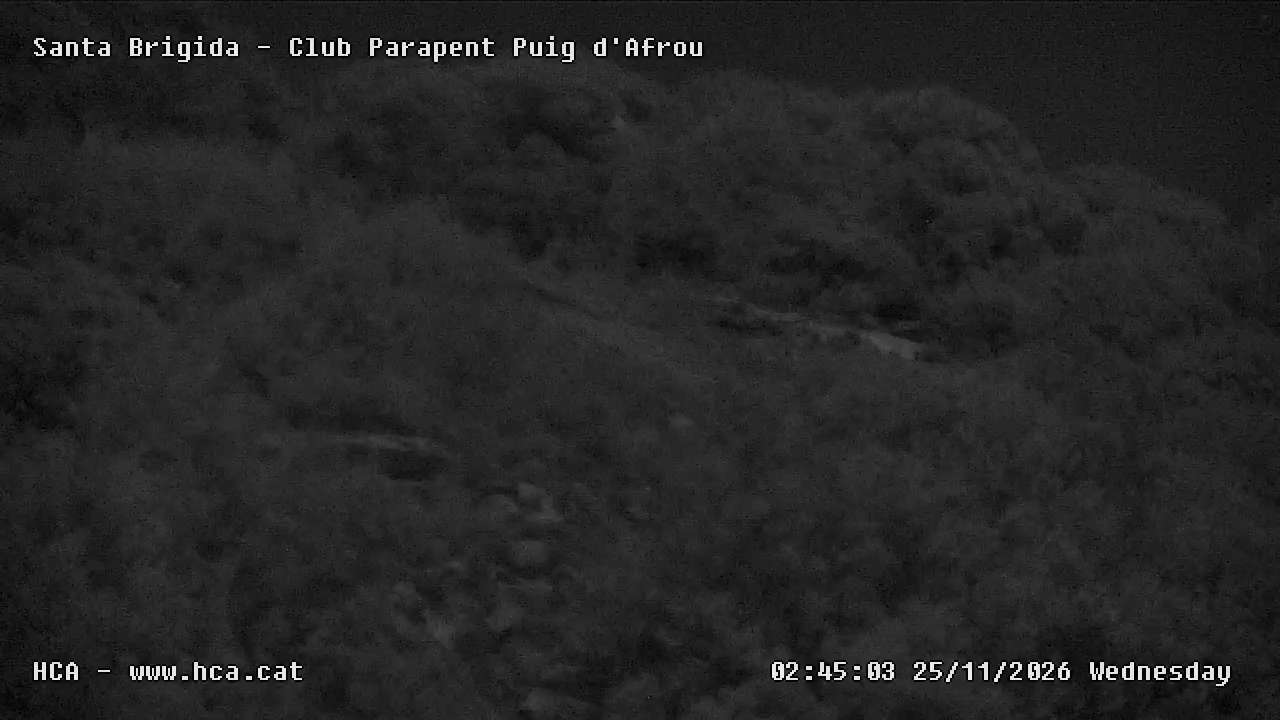 Santa Brigida - Club Parapent Puig d'Afrou
HCA - www.hca.cat
02:45:03 25/11/2026 Wednesday